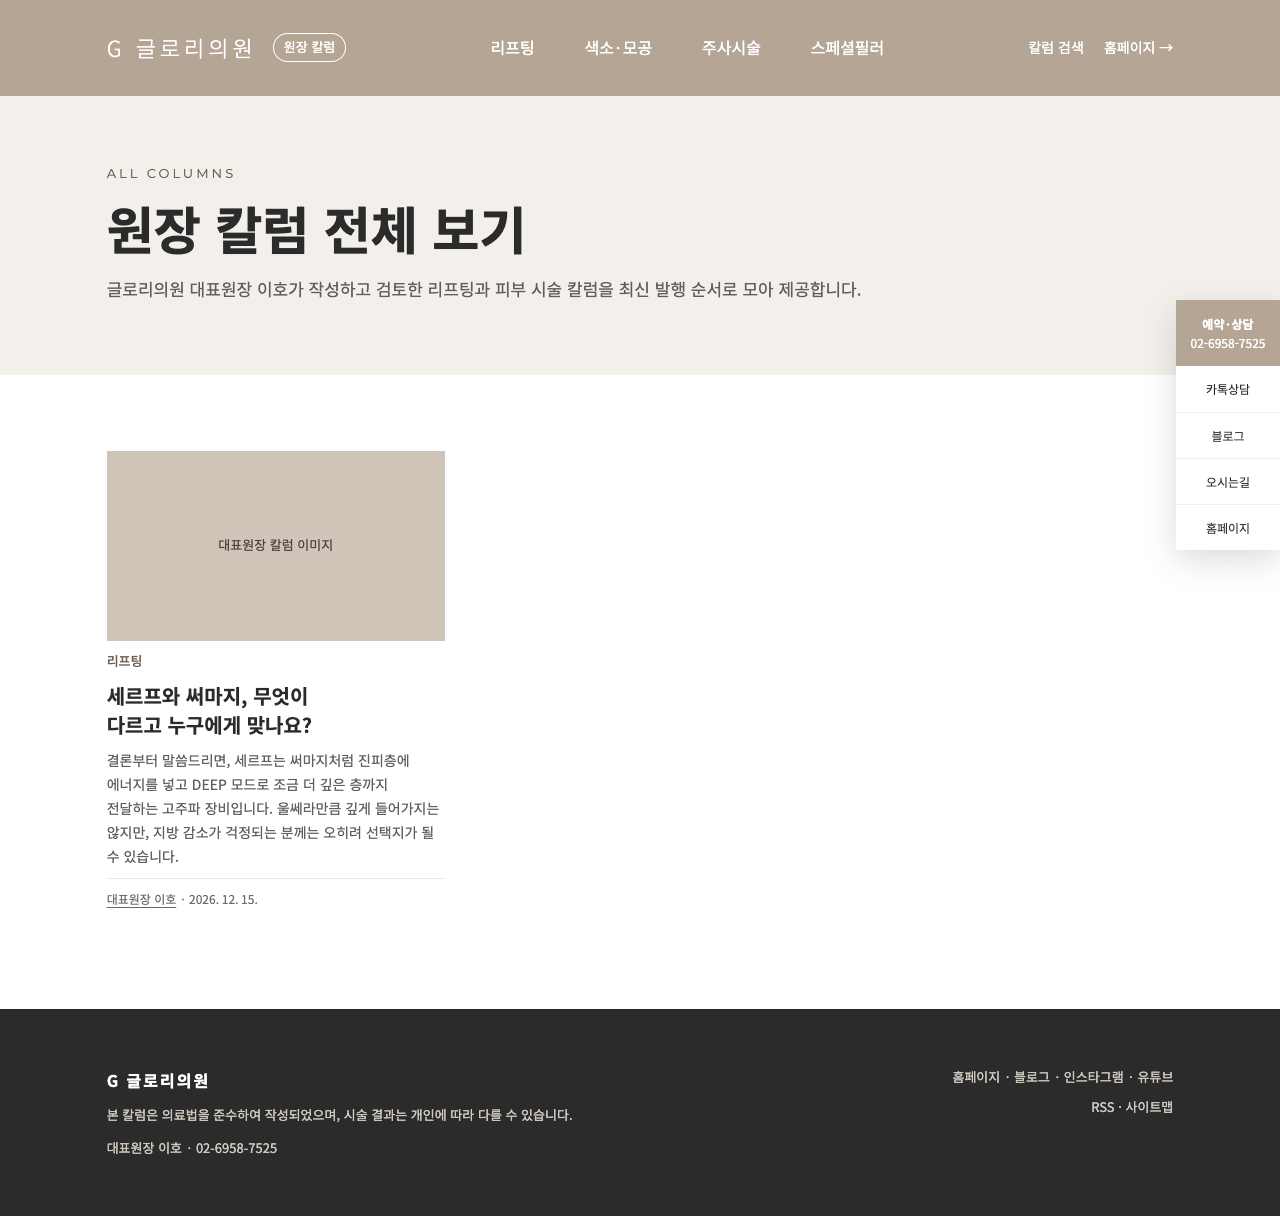 G 글로리의원 원장 칼럼 리프팅 색소·모공 주사시술 스페셜필러 칼럼 검색 홈페이지 →
ALL COLUMNS
원장 칼럼 전체 보기
글로리의원 대표원장 이호가 작성하고 검토한 리프팅과 피부 시술 칼럼을 최신 발행 순서로 모아 제공합니다.
예약·상담
02-6958-7525
카톡상담
블로그
오시는길
홈페이지
대표원장 칼럼 이미지
리프팅
세르프와 써마지, 무엇이
다르고 누구에게 맞나요?
결론부터 말씀드리면, 세르프는 써마지처럼 진피층에
에너지를 넣고 DEEP 모드로 조금 더 깊은 층까지
전달하는 고주파 장비입니다. 울쎄라만큼 깊게 들어가지는
않지만, 지방 감소가 걱정되는 분께는 오히려 선택지가 될
수 있습니다.
대표원장 이호 · 2026. 12. 15.
G 글로리의원
본 칼럼은 의료법을 준수하여 작성되었으며, 시술 결과는 개인에 따라 다를 수 있습니다.
대표원장 이호 · 02-6958-7525
홈페이지 · 블로그 · 인스타그램 · 유튜브
RSS · 사이트맵